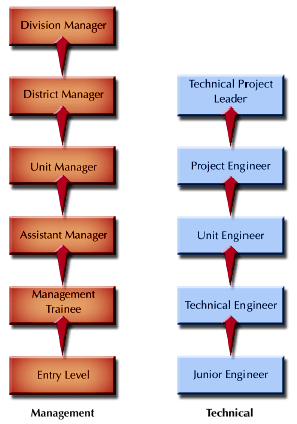 Division Manager
District Manager
Unit Manager
Assistant Manager
Management
Trainee
Entry Level
Management
Technical Project
Leader
Project Engineer
Unit Engineer
Technical Engineer
Junior Engineer
Technical